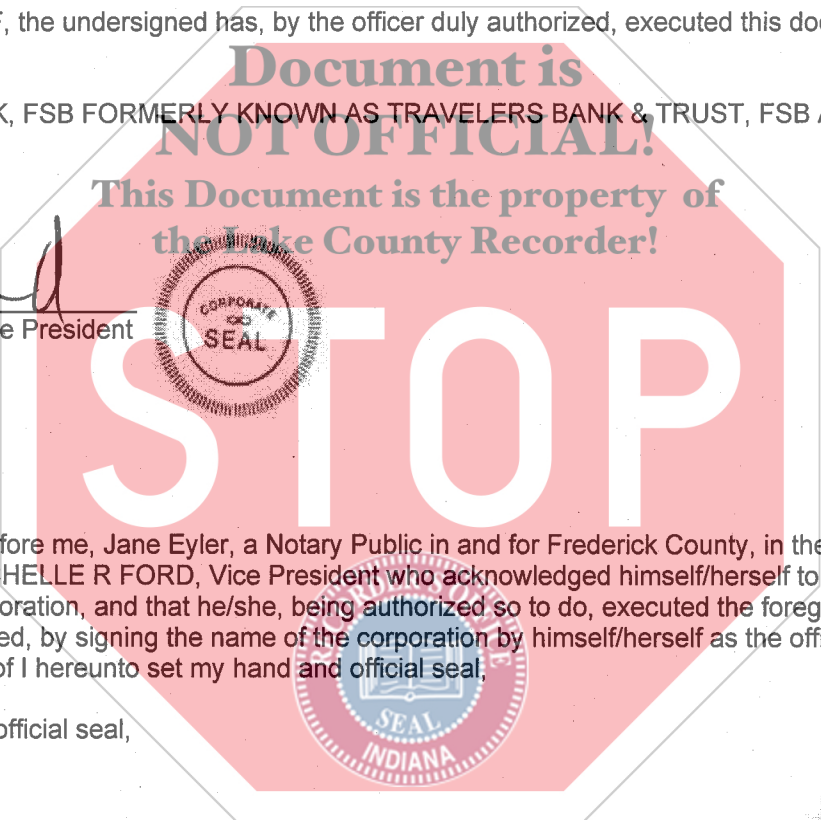 , the undersigned has, by the officer duly authorized, executed this do
Document is
K, FSB FORMERLY KNOWN AS TRAVELERS BANK & TRUST, FSB
NOT OFFICIAL!
This Document is the property of
the Lake County Recorder!
CORPORATE
SEAL
e President
STOP
fore me, Jane Eyler, a Notary Public in and for Frederick County, in the
HELLE R FORD, Vice President who acknowledged himself/herself to
oration, and that he/she, being authorized so to do, executed the foreg
ed, by signing the name of the corporation by himself/herself as the off
of I hereunto set my hand and official seal,
RECORDERS OFFICE
SEAL
INDIANA
official seal,